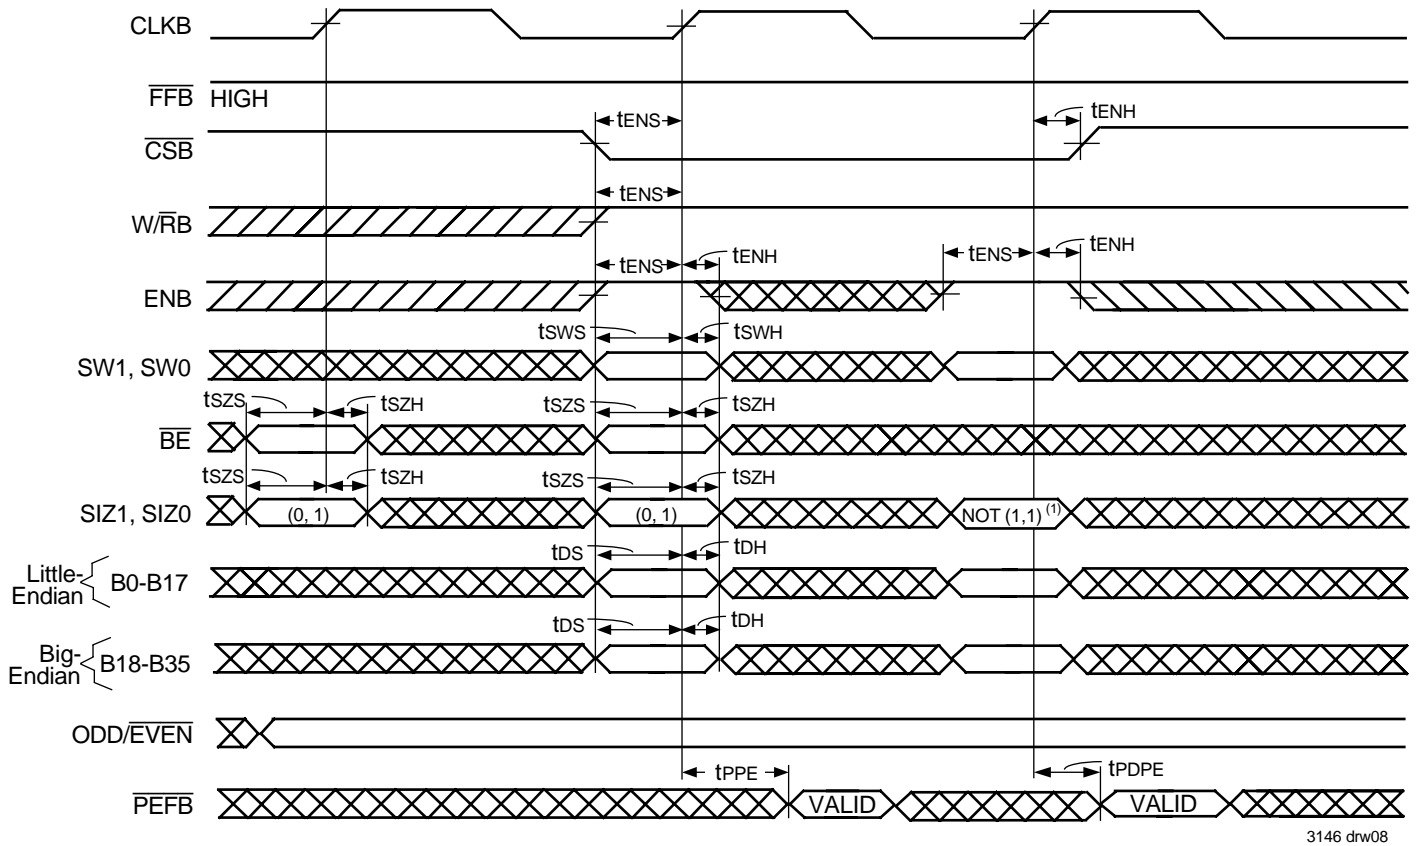 CLKB
FFB HIGH
tENS tENH
CSB
tENS
W/RB
tENS tENH tENS tENH
ENB
tSWS tSWH
SW1, SW0
tSZS tSZH tSZS tSZH
BE
tSZS tSZH tSZS tSZH
SIZ1, SIZ0 (0, 1) (0, 1) NOT (1,1) (1)
tDS tDH
Little-Endian B0-B17
tDS tDH
Big-Endian B18-B35
ODD/EVEN
tPPE tPDPE
PEFB VALID VALID
3146 drw08